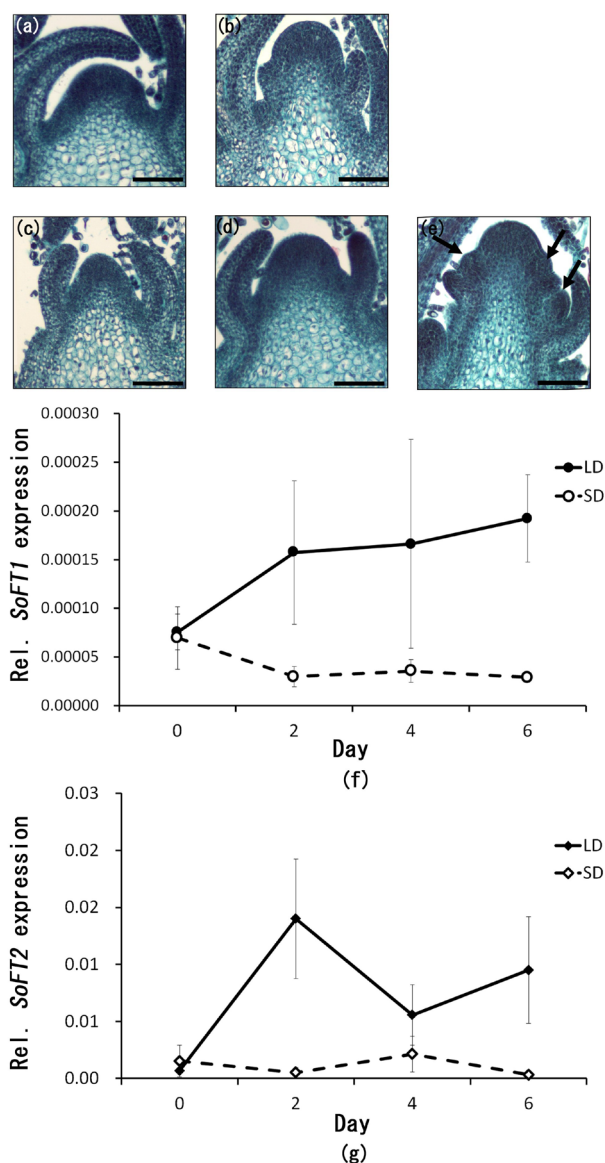 (a)
(b)
(c)
(d)
(e)
0.00030
0.00025
0.00020
0.00015
0.00010
0.00005
0.00000
Rel. SoFT1 expression
LD
SD
0
2
4
6
Day
(f)
0.03
0.02
0.02
0.01
0.01
0.00
Rel. SoFT2 expression
LD
SD
0
2
4
6
Day
(g)